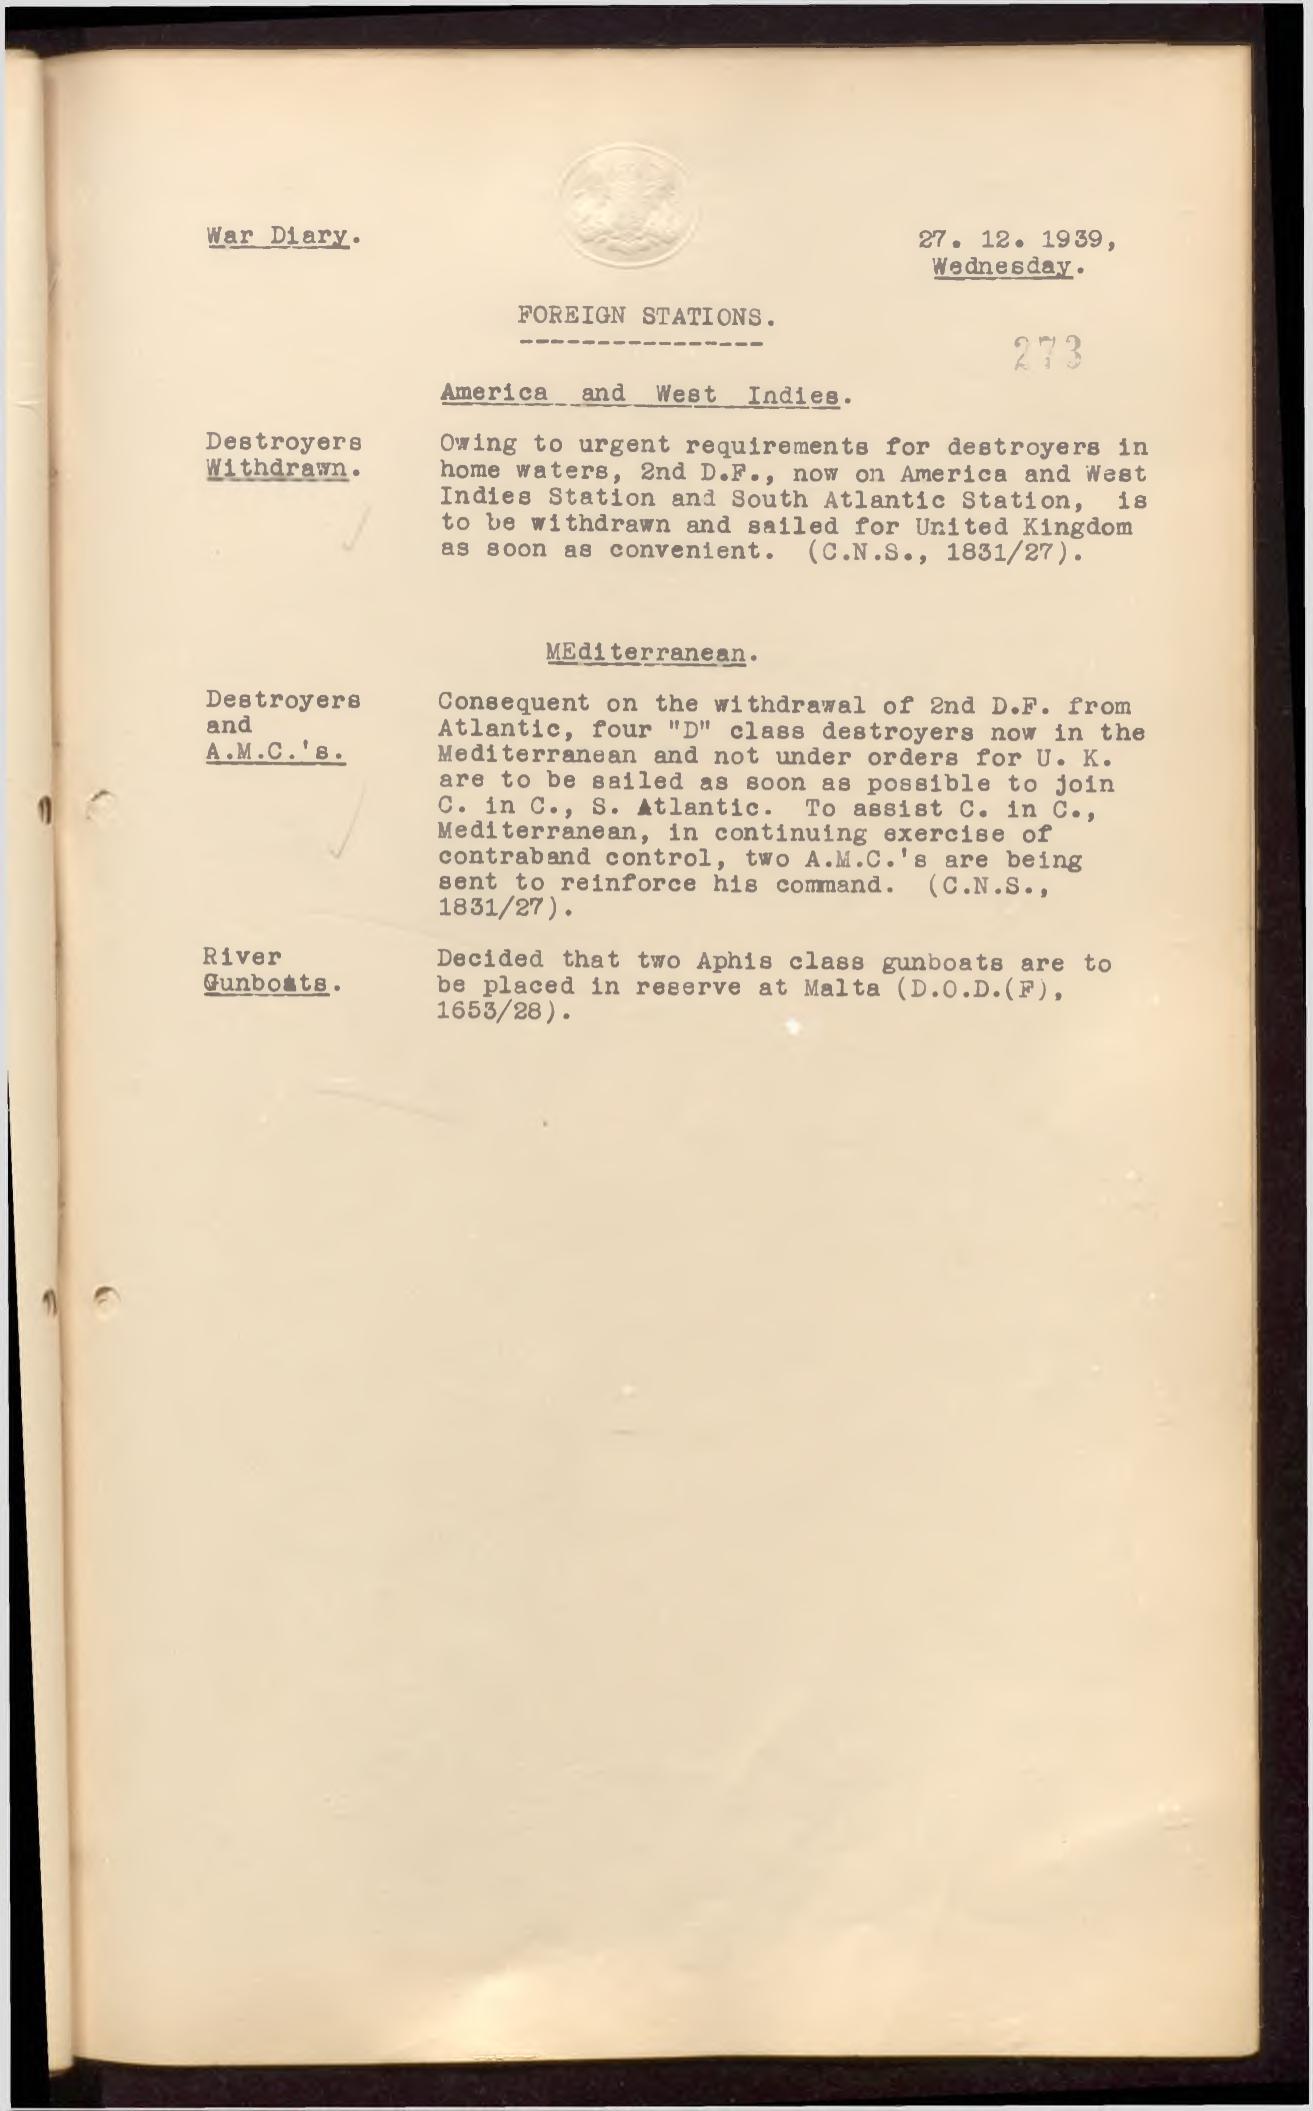 War Diary.
27. 12. 1939,
Wednesday.
FOREIGN STATIONS.
----------------
273
America and West Indies.
Destroyers
Withdrawn.
Owing to urgent requirements for destroyers in
home waters, 2nd D.F., now on America and West
Indies Station and South Atlantic Station, is
to be withdrawn and sailed for United Kingdom
as soon as convenient. (C.N.S., 1831/27).
MEditerranean.
Destroyers
and
A.M.C.'s.
Consequent on the withdrawal of 2nd D.F. from
Atlantic, four "D" class destroyers now in the
Mediterranean and not under orders for U. K.
are to be sailed as soon as possible to join
C. in C., S. Atlantic. To assist C. in C.,
Mediterranean, in continuing exercise of
contraband control, two A.M.C.'s are being
sent to reinforce his command. (C.N.S.,
1831/27).
River
Gunboats.
Decided that two Aphis class gunboats are to
be placed in reserve at Malta (D.O.D.(F),
1653/28).